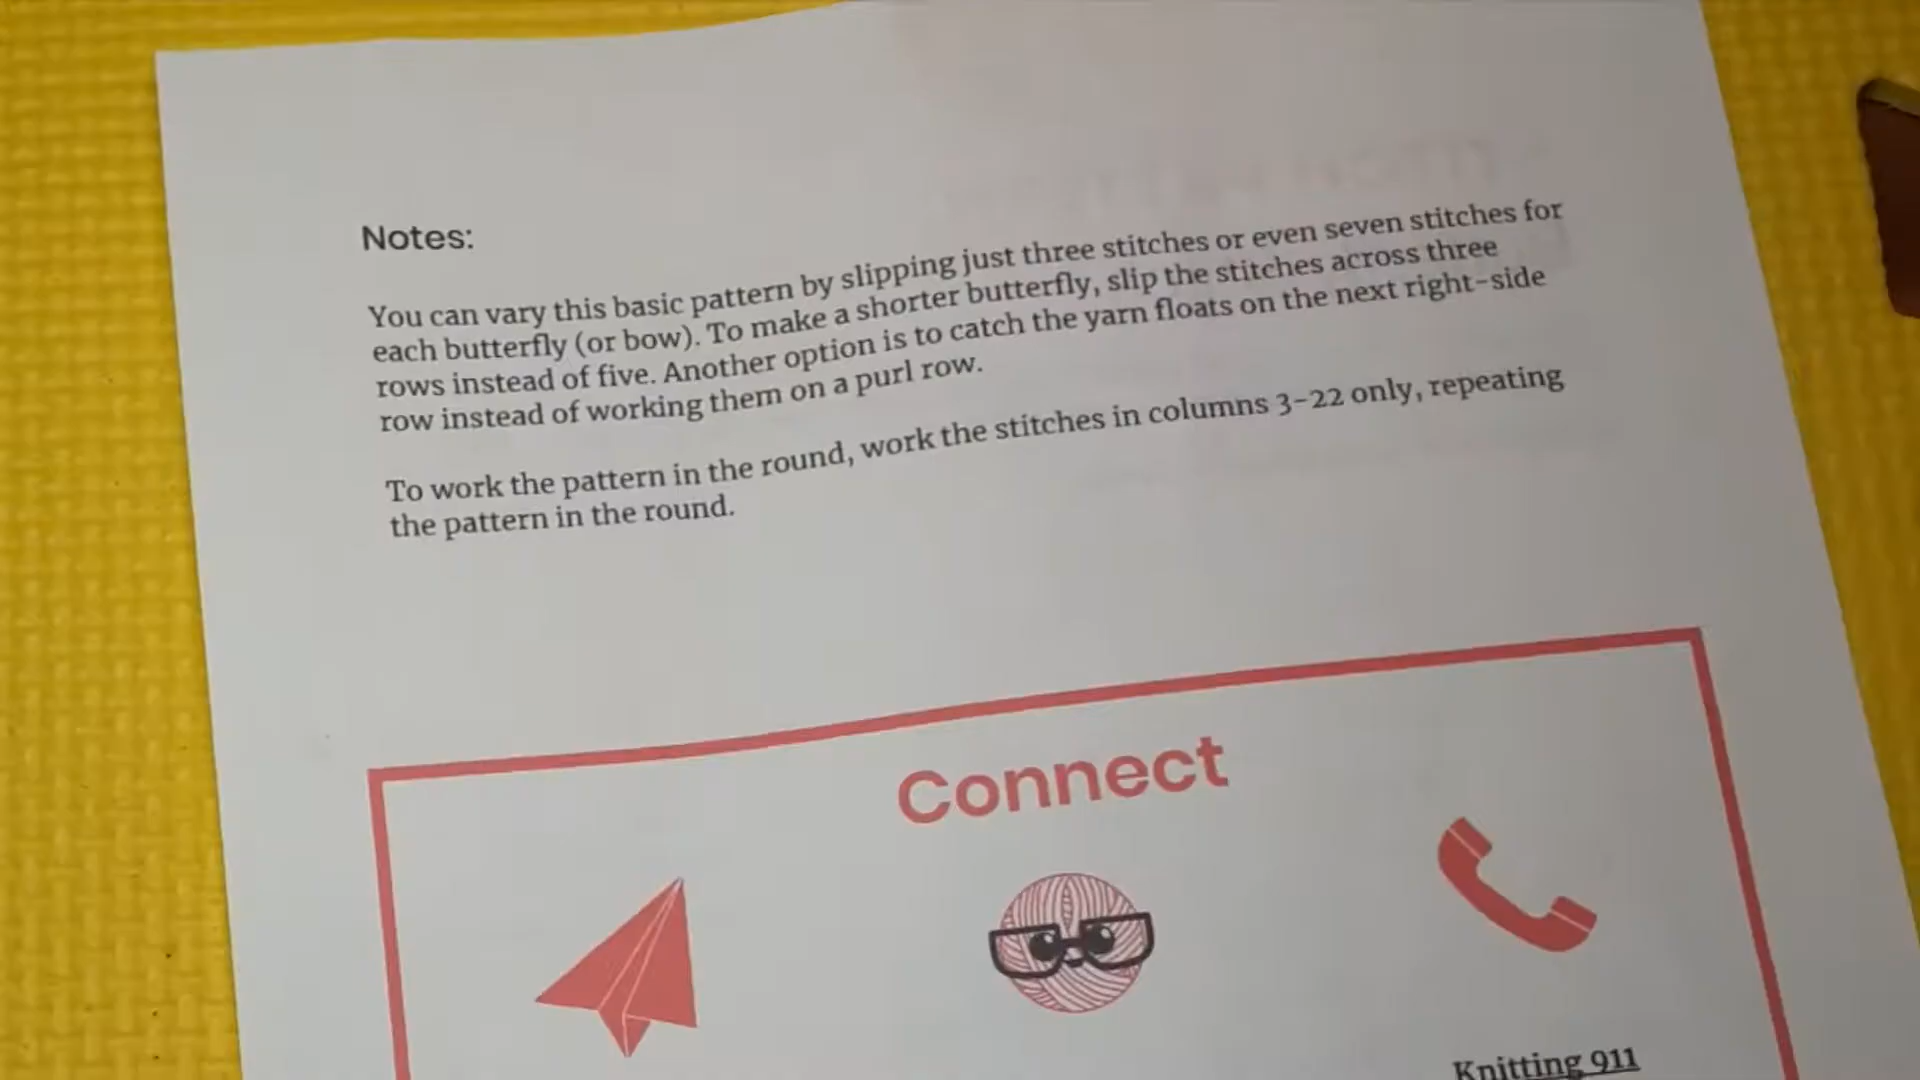 Notes:
You can vary this basic pattern by slipping just three stitches or even seven stitches for
each butterfly (or bow). To make a shorter butterfly, slip the stitches across three
rows instead of five. Another option is to catch the yarn floats on the next right-side
row instead of working them on a purl row.
To work the pattern in the round, work the stitches in columns 3-22 only, repeating
the pattern in the round.
Connect
Knitting 911